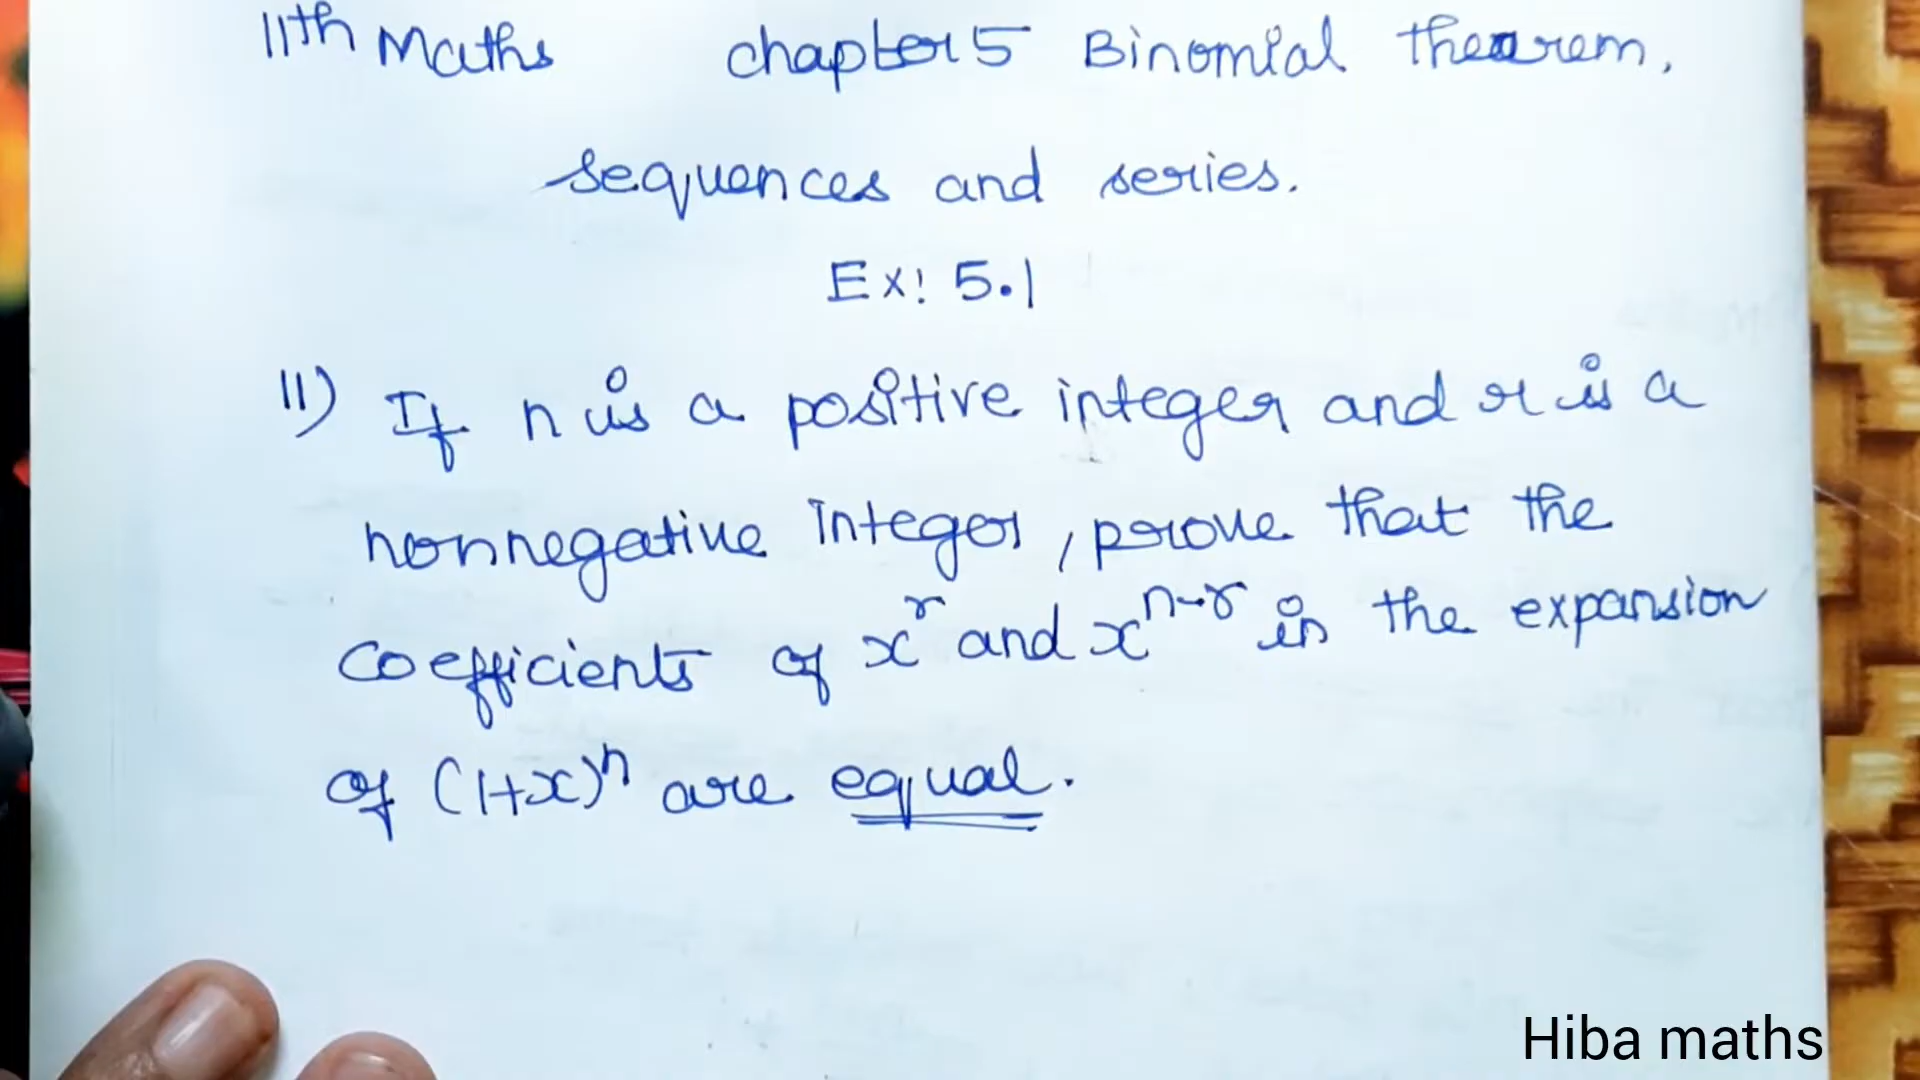 11th Maths chapter 5 Binomial thearem,
sequences and series.
Ex: 5.1
11) If n is a positive integer and r is a
nonnegative integer, prove that the
coefficients of x^r and x^{n-r} in the expansion
of (1+x)^n are equal.
Hiba maths